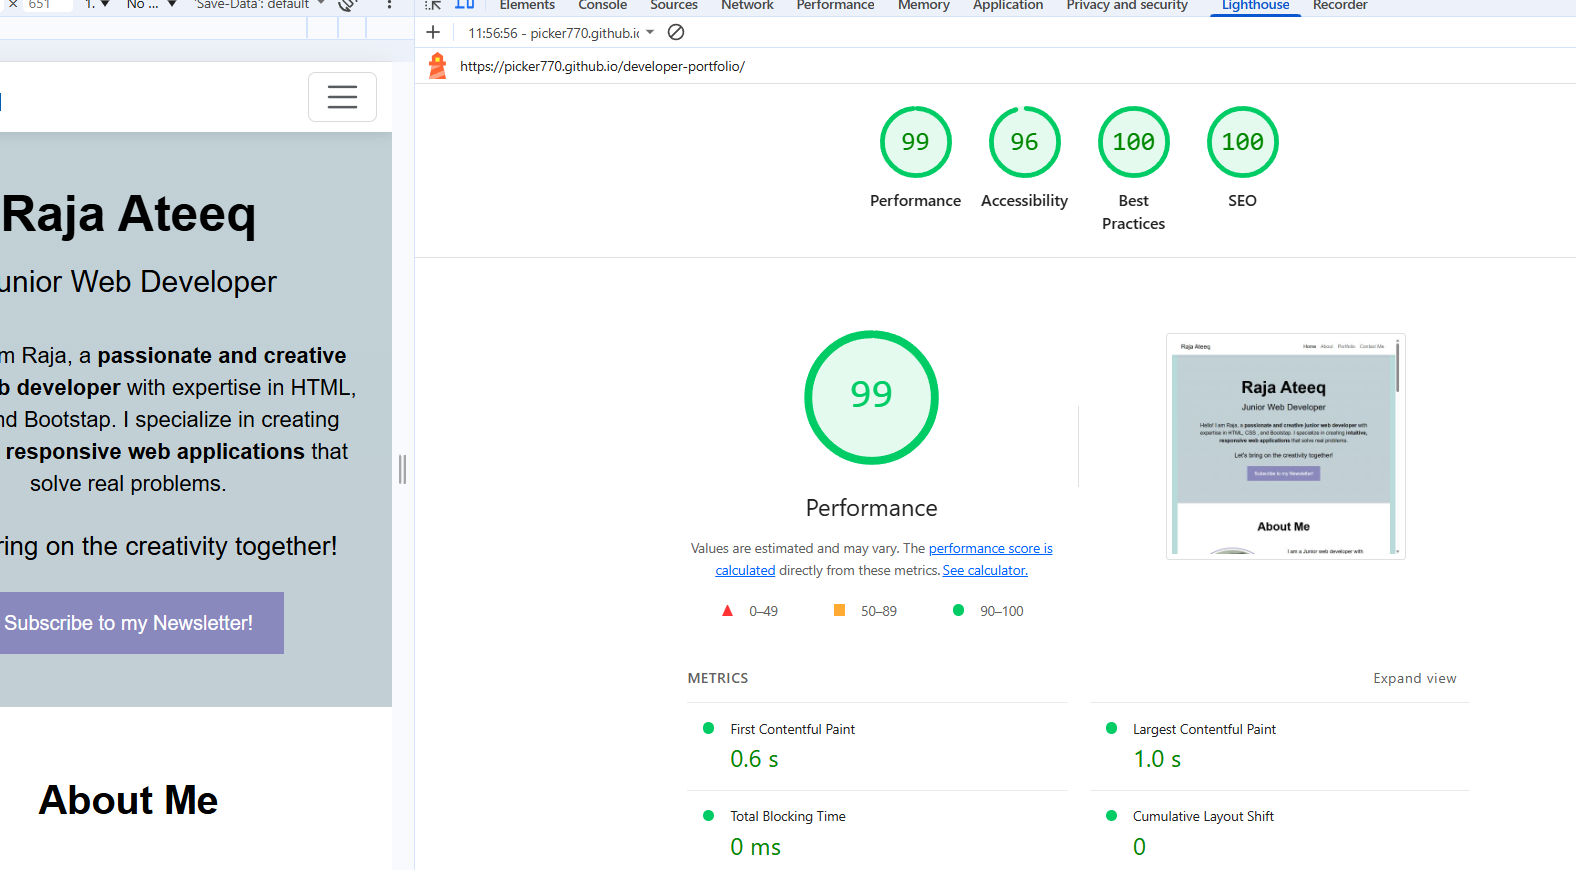 × 651 1. ▼ No ... ▼ 'Save-Data': default
Elements Console Sources Network Performance Memory Application Privacy and security Lighthouse Recorder
11:56:56 - picker770.github.ic
https://picker770.github.io/developer-portfolio/
99 96 100 100
Performance Accessibility Best Practices SEO
Raja Ateeq
unior Web Developer
m Raja, a passionate and creative
b developer with expertise in HTML,
nd Bootstap. I specialize in creating
responsive web applications that
solve real problems.
ring on the creativity together!
Subscribe to my Newsletter!
About Me
99
Performance
Values are estimated and may vary. The performance score is
calculated directly from these metrics. See calculator.
0–49 50–89 90–100
Raja Ateeq Home About Portfolio Contact Me
Raja Ateeq
Junior Web Developer
Hello! I am Raja, a passionate and creative junior web developer with
expertise in HTML, CSS , and Bootstap. I specialize in creating intuitive,
responsive web applications that solve real problems.
Let's bring on the creativity together!
Subscribe to my Newsletter!
About Me
I am a Junior web developer with
METRICS Expand view
First Contentful Paint
0.6 s
Largest Contentful Paint
1.0 s
Total Blocking Time
0 ms
Cumulative Layout Shift
0